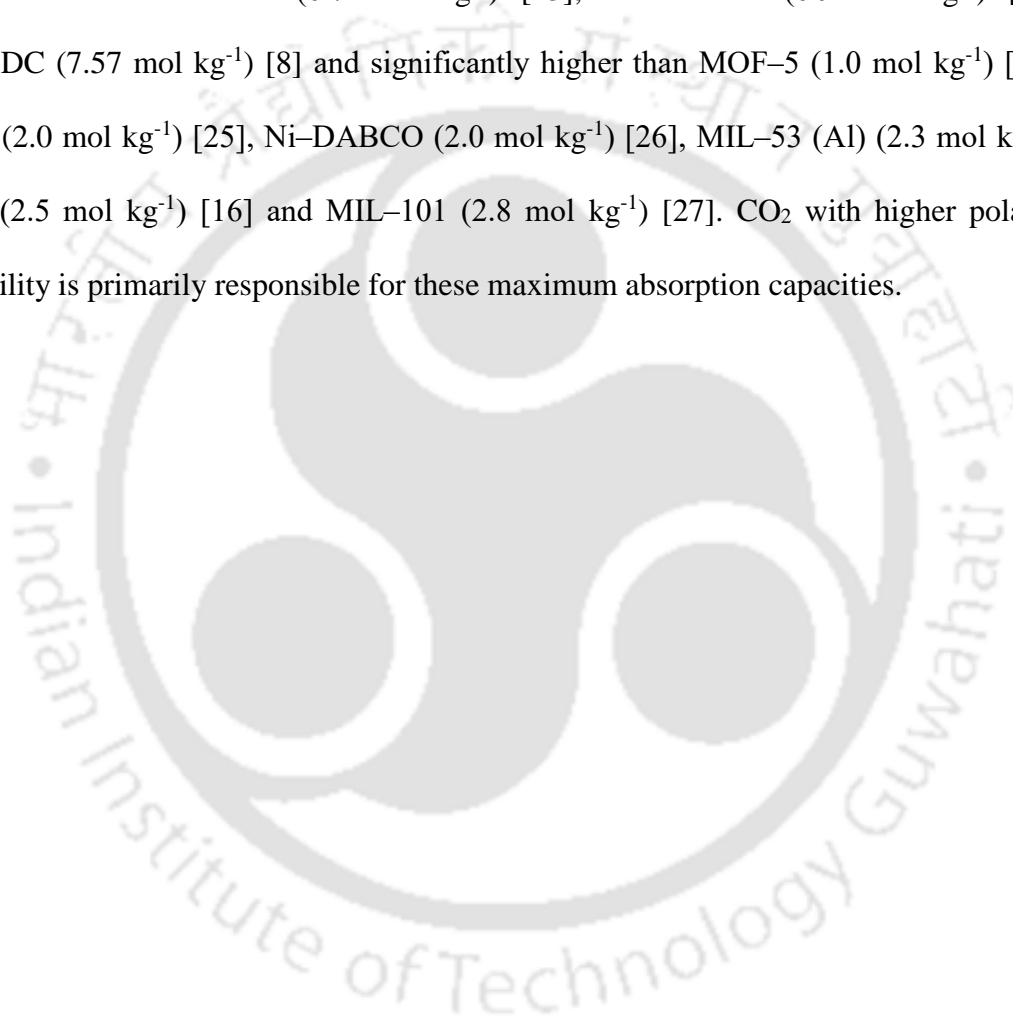 DC (7.57 mol kg-1) [8] and significantly higher than MOF–5 (1.0 mol kg-1) [
(2.0 mol kg-1) [25], Ni–DABCO (2.0 mol kg-1) [26], MIL–53 (Al) (2.3 mol k
(2.5 mol kg-1) [16] and MIL–101 (2.8 mol kg-1) [27]. CO2 with higher pola
ility is primarily responsible for these maximum absorption capacities.
Indian Institute of Technology Guwahati